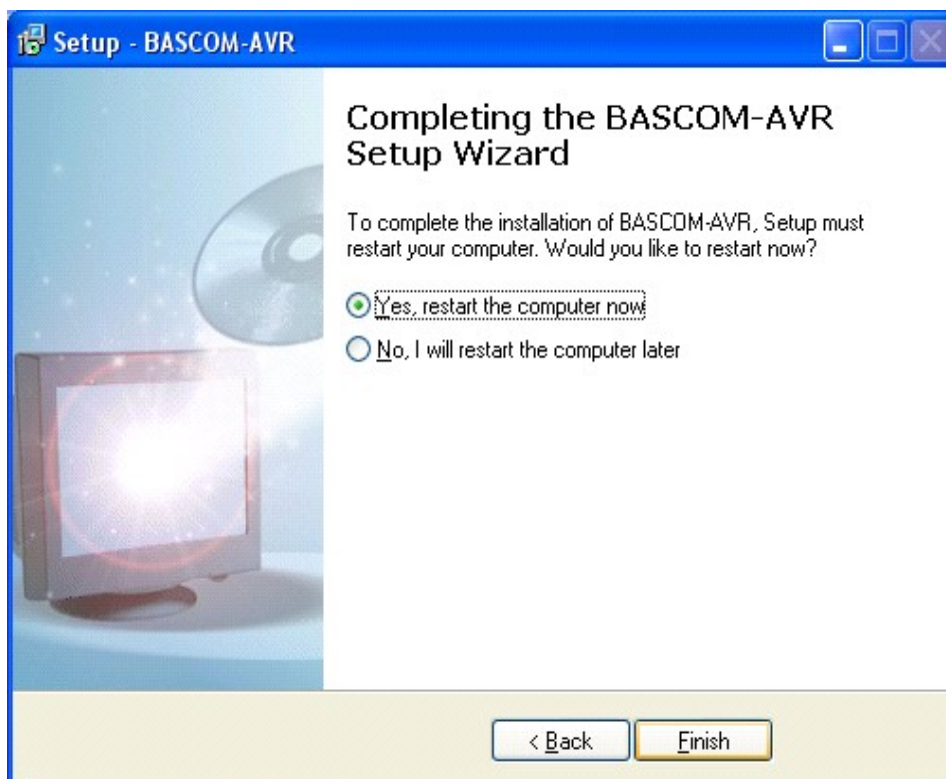 Setup - BASCOM-AVR
Completing the BASCOM-AVR
Setup Wizard
To complete the installation of BASCOM-AVR, Setup must
restart your computer. Would you like to restart now?
Yes, restart the computer now
No, I will restart the computer later
< Back
Finish